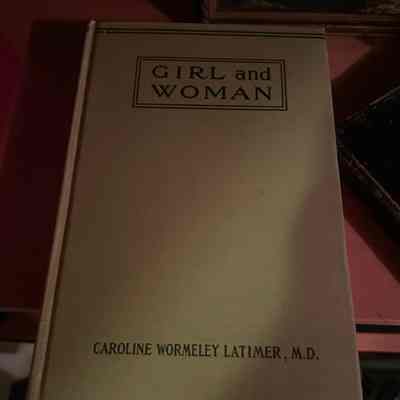 GIRL and
WOMAN
CAROLINE WORMELEY LATIMER, M.D.